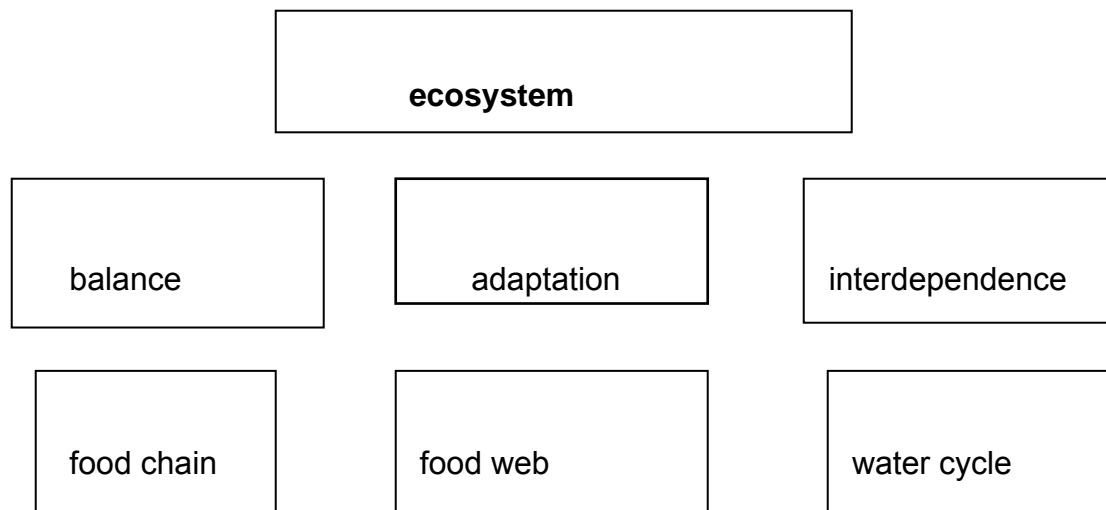 ecosystem
balance adaptation interdependence
food chain food web water cycle